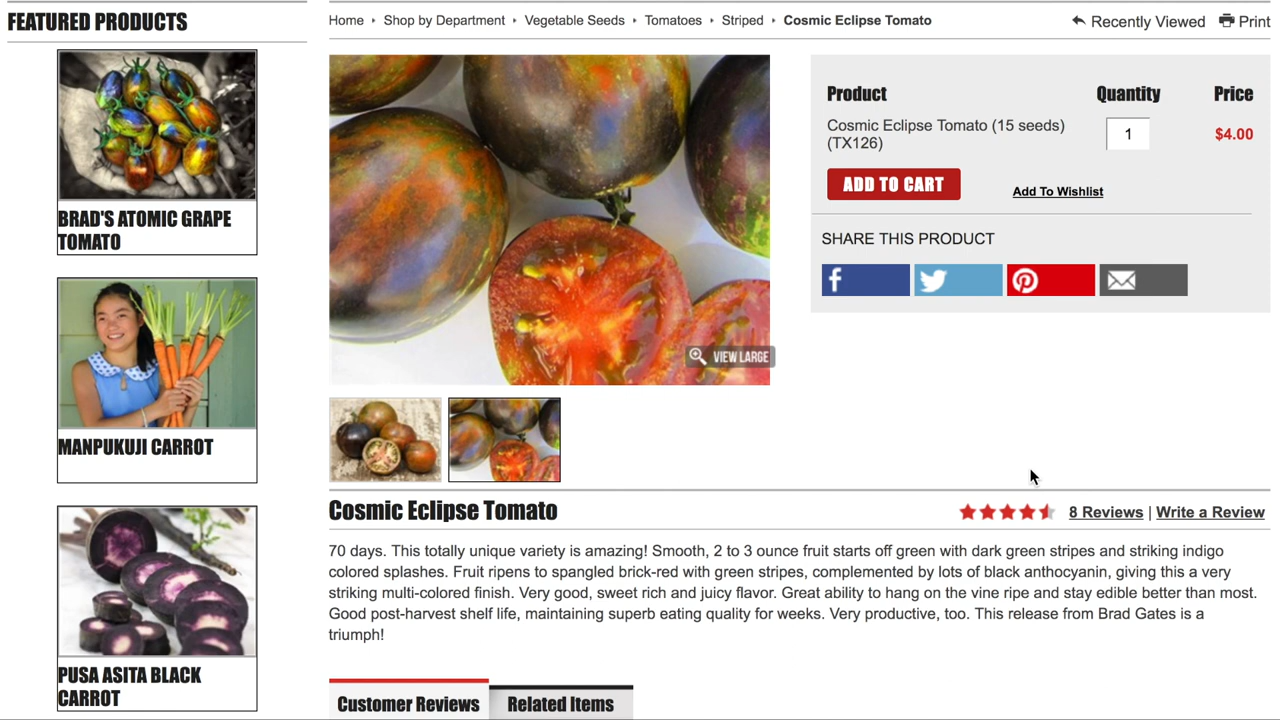 FEATURED PRODUCTS
BRAD'S ATOMIC GRAPE
TOMATO
MANPUKUJI CARROT
PUSA ASITA BLACK
CARROT
Home ‣ Shop by Department ‣ Vegetable Seeds ‣ Tomatoes ‣ Striped ‣ Cosmic Eclipse Tomato
Recently Viewed Print
VIEW LARGE
Product Quantity Price
Cosmic Eclipse Tomato (15 seeds) 1 $4.00
(TX126)
ADD TO CART Add To Wishlist
SHARE THIS PRODUCT
Cosmic Eclipse Tomato
8 Reviews | Write a Review
70 days. This totally unique variety is amazing! Smooth, 2 to 3 ounce fruit starts off green with dark green stripes and striking indigo
colored splashes. Fruit ripens to spangled brick-red with green stripes, complemented by lots of black anthocyanin, giving this a very
striking multi-colored finish. Very good, sweet rich and juicy flavor. Great ability to hang on the vine ripe and stay edible better than most.
Good post-harvest shelf life, maintaining superb eating quality for weeks. Very productive, too. This release from Brad Gates is a
triumph!
Customer Reviews Related Items